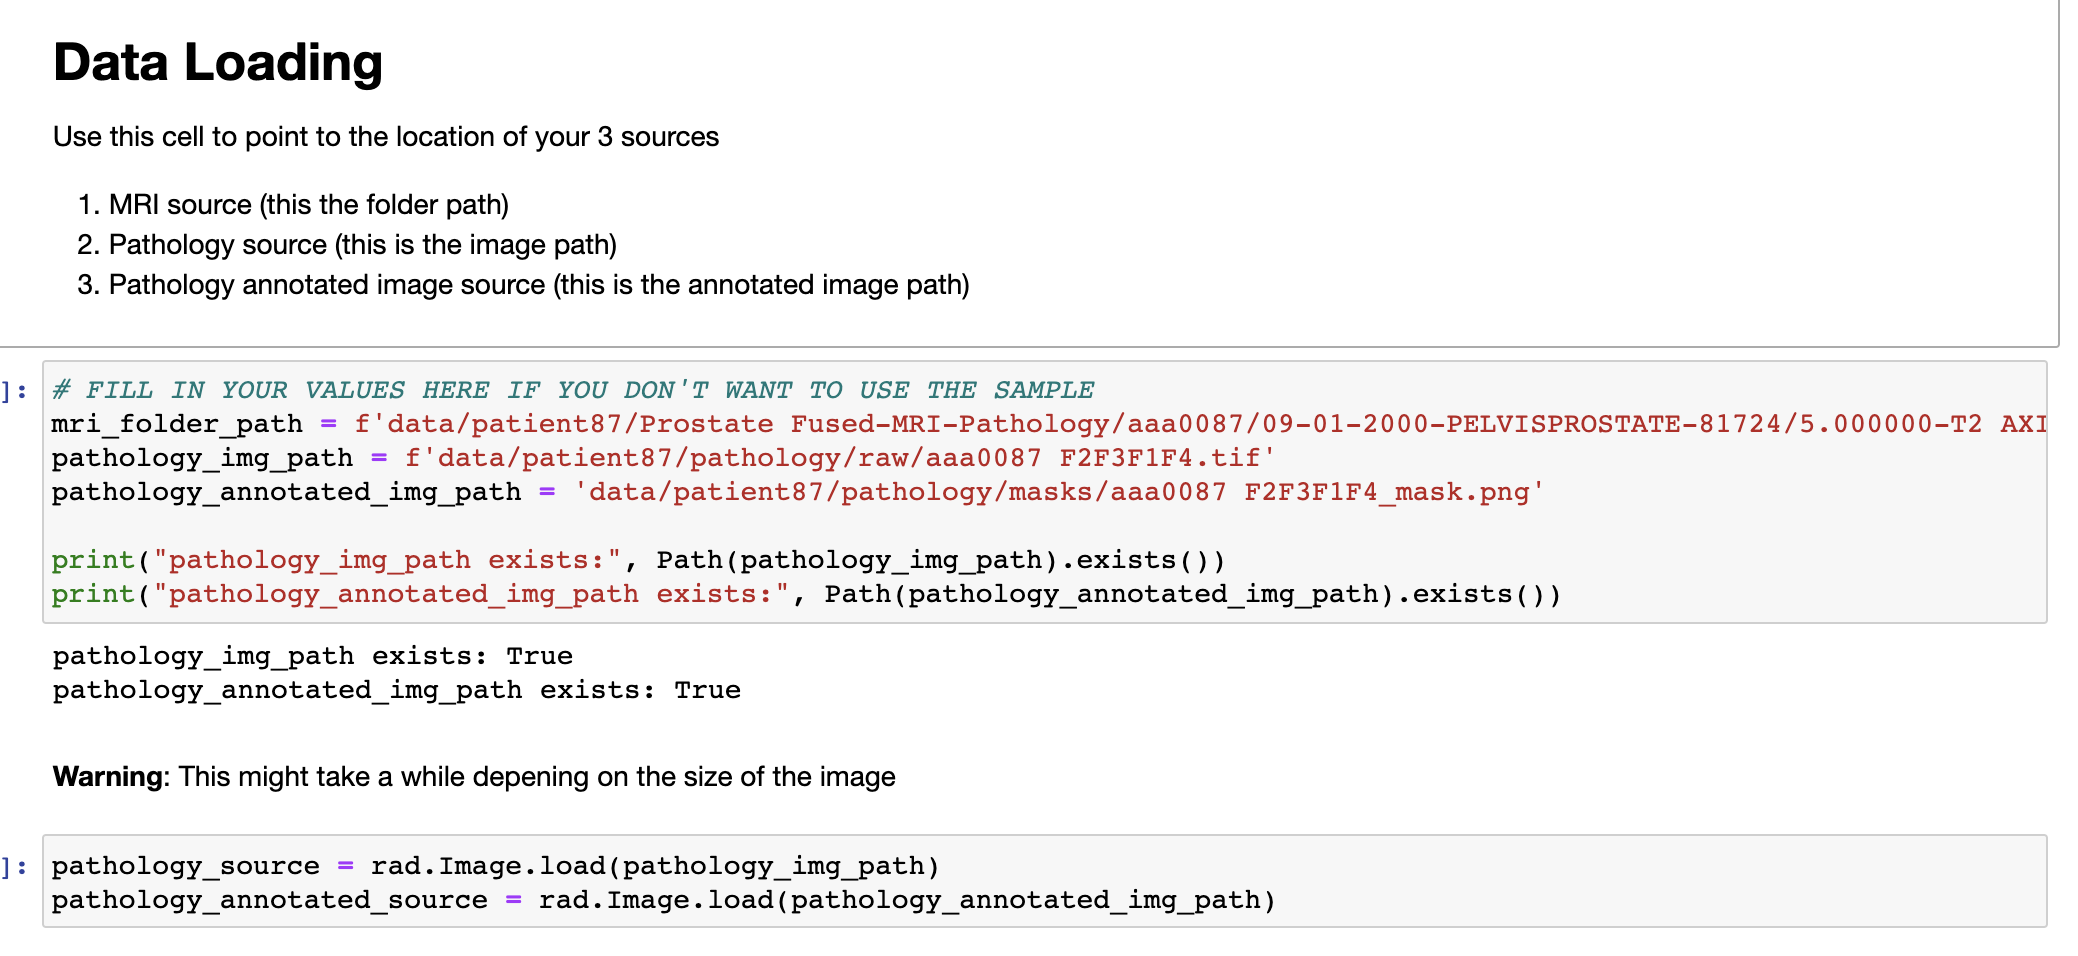 Data Loading
Use this cell to point to the location of your 3 sources
1. MRI source (this the folder path)
2. Pathology source (this is the image path)
3. Pathology annotated image source (this is the annotated image path)
]: # FILL IN YOUR VALUES HERE IF YOU DON'T WANT TO USE THE SAMPLE
mri_folder_path = f'data/patient87/Prostate Fused-MRI-Pathology/aaa0087/09-01-2000-PELVISPROSTATE-81724/5.000000-T2 AXI
pathology_img_path = f'data/patient87/pathology/raw/aaa0087 F2F3F1F4.tif'
pathology_annotated_img_path = 'data/patient87/pathology/masks/aaa0087 F2F3F1F4_mask.png'
print("pathology_img_path exists:", Path(pathology_img_path).exists())
print("pathology_annotated_img_path exists:", Path(pathology_annotated_img_path).exists())
pathology_img_path exists: True
pathology_annotated_img_path exists: True
Warning: This might take a while depening on the size of the image
]: pathology_source = rad.Image.load(pathology_img_path)
pathology_annotated_source = rad.Image.load(pathology_annotated_img_path)